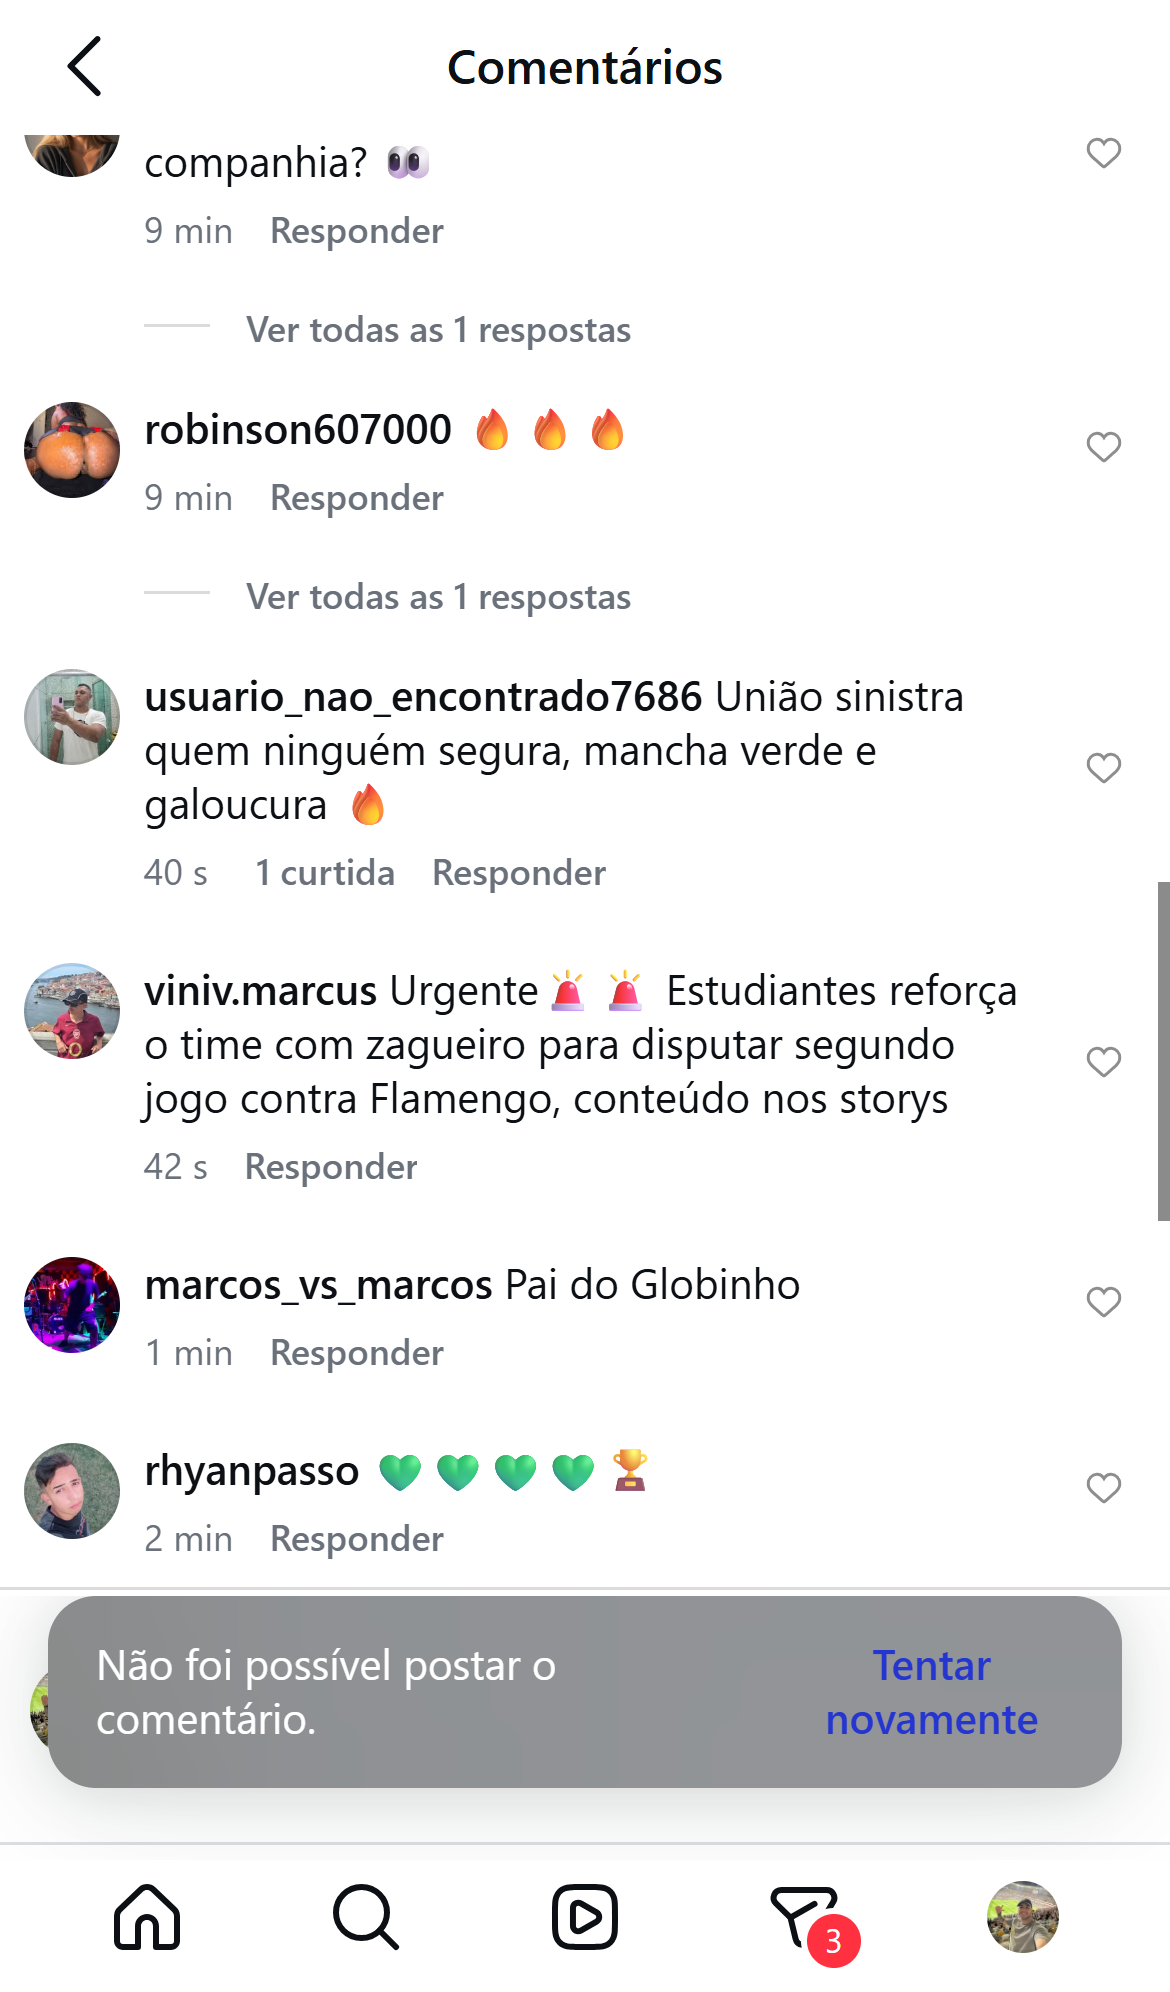 Comentários
companhia? 👀
9 min Responder
Ver todas as 1 respostas
robinson607000 🔥🔥🔥
9 min Responder
Ver todas as 1 respostas
usuario_nao_encontrado7686 União sinistra
quem ninguém segura, mancha verde e
galoucura 🔥
40 s 1 curtida Responder
viniv.marcus Urgente🚨🚨 Estudiantes reforça
o time com zagueiro para disputar segundo
jogo contra Flamengo, conteúdo nos storys
42 s Responder
marcos_vs_marcos Pai do Globinho
1 min Responder
rhyanpasso 💚💚💚💚🏆
2 min Responder
Não foi possível postar o
comentário.
Tentar
novamente
3